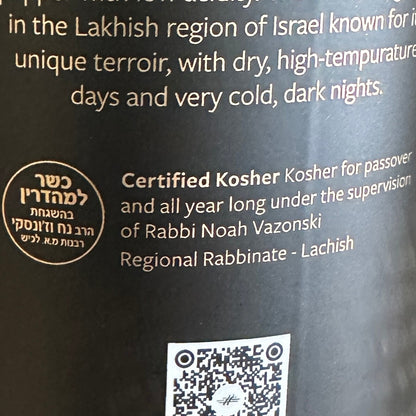 in the Lakhish region of Israel known for
unique terroir, with dry, high-tempurature
days and very cold, dark nights.
כשר
למהדרין
בהשגחת
הרב נח וז'ונסקי
רבנות מ.א. לכיש
Certified Kosher Kosher for passover
and all year long under the supervision
of Rabbi Noah Vazonski
Regional Rabbinate - Lachish